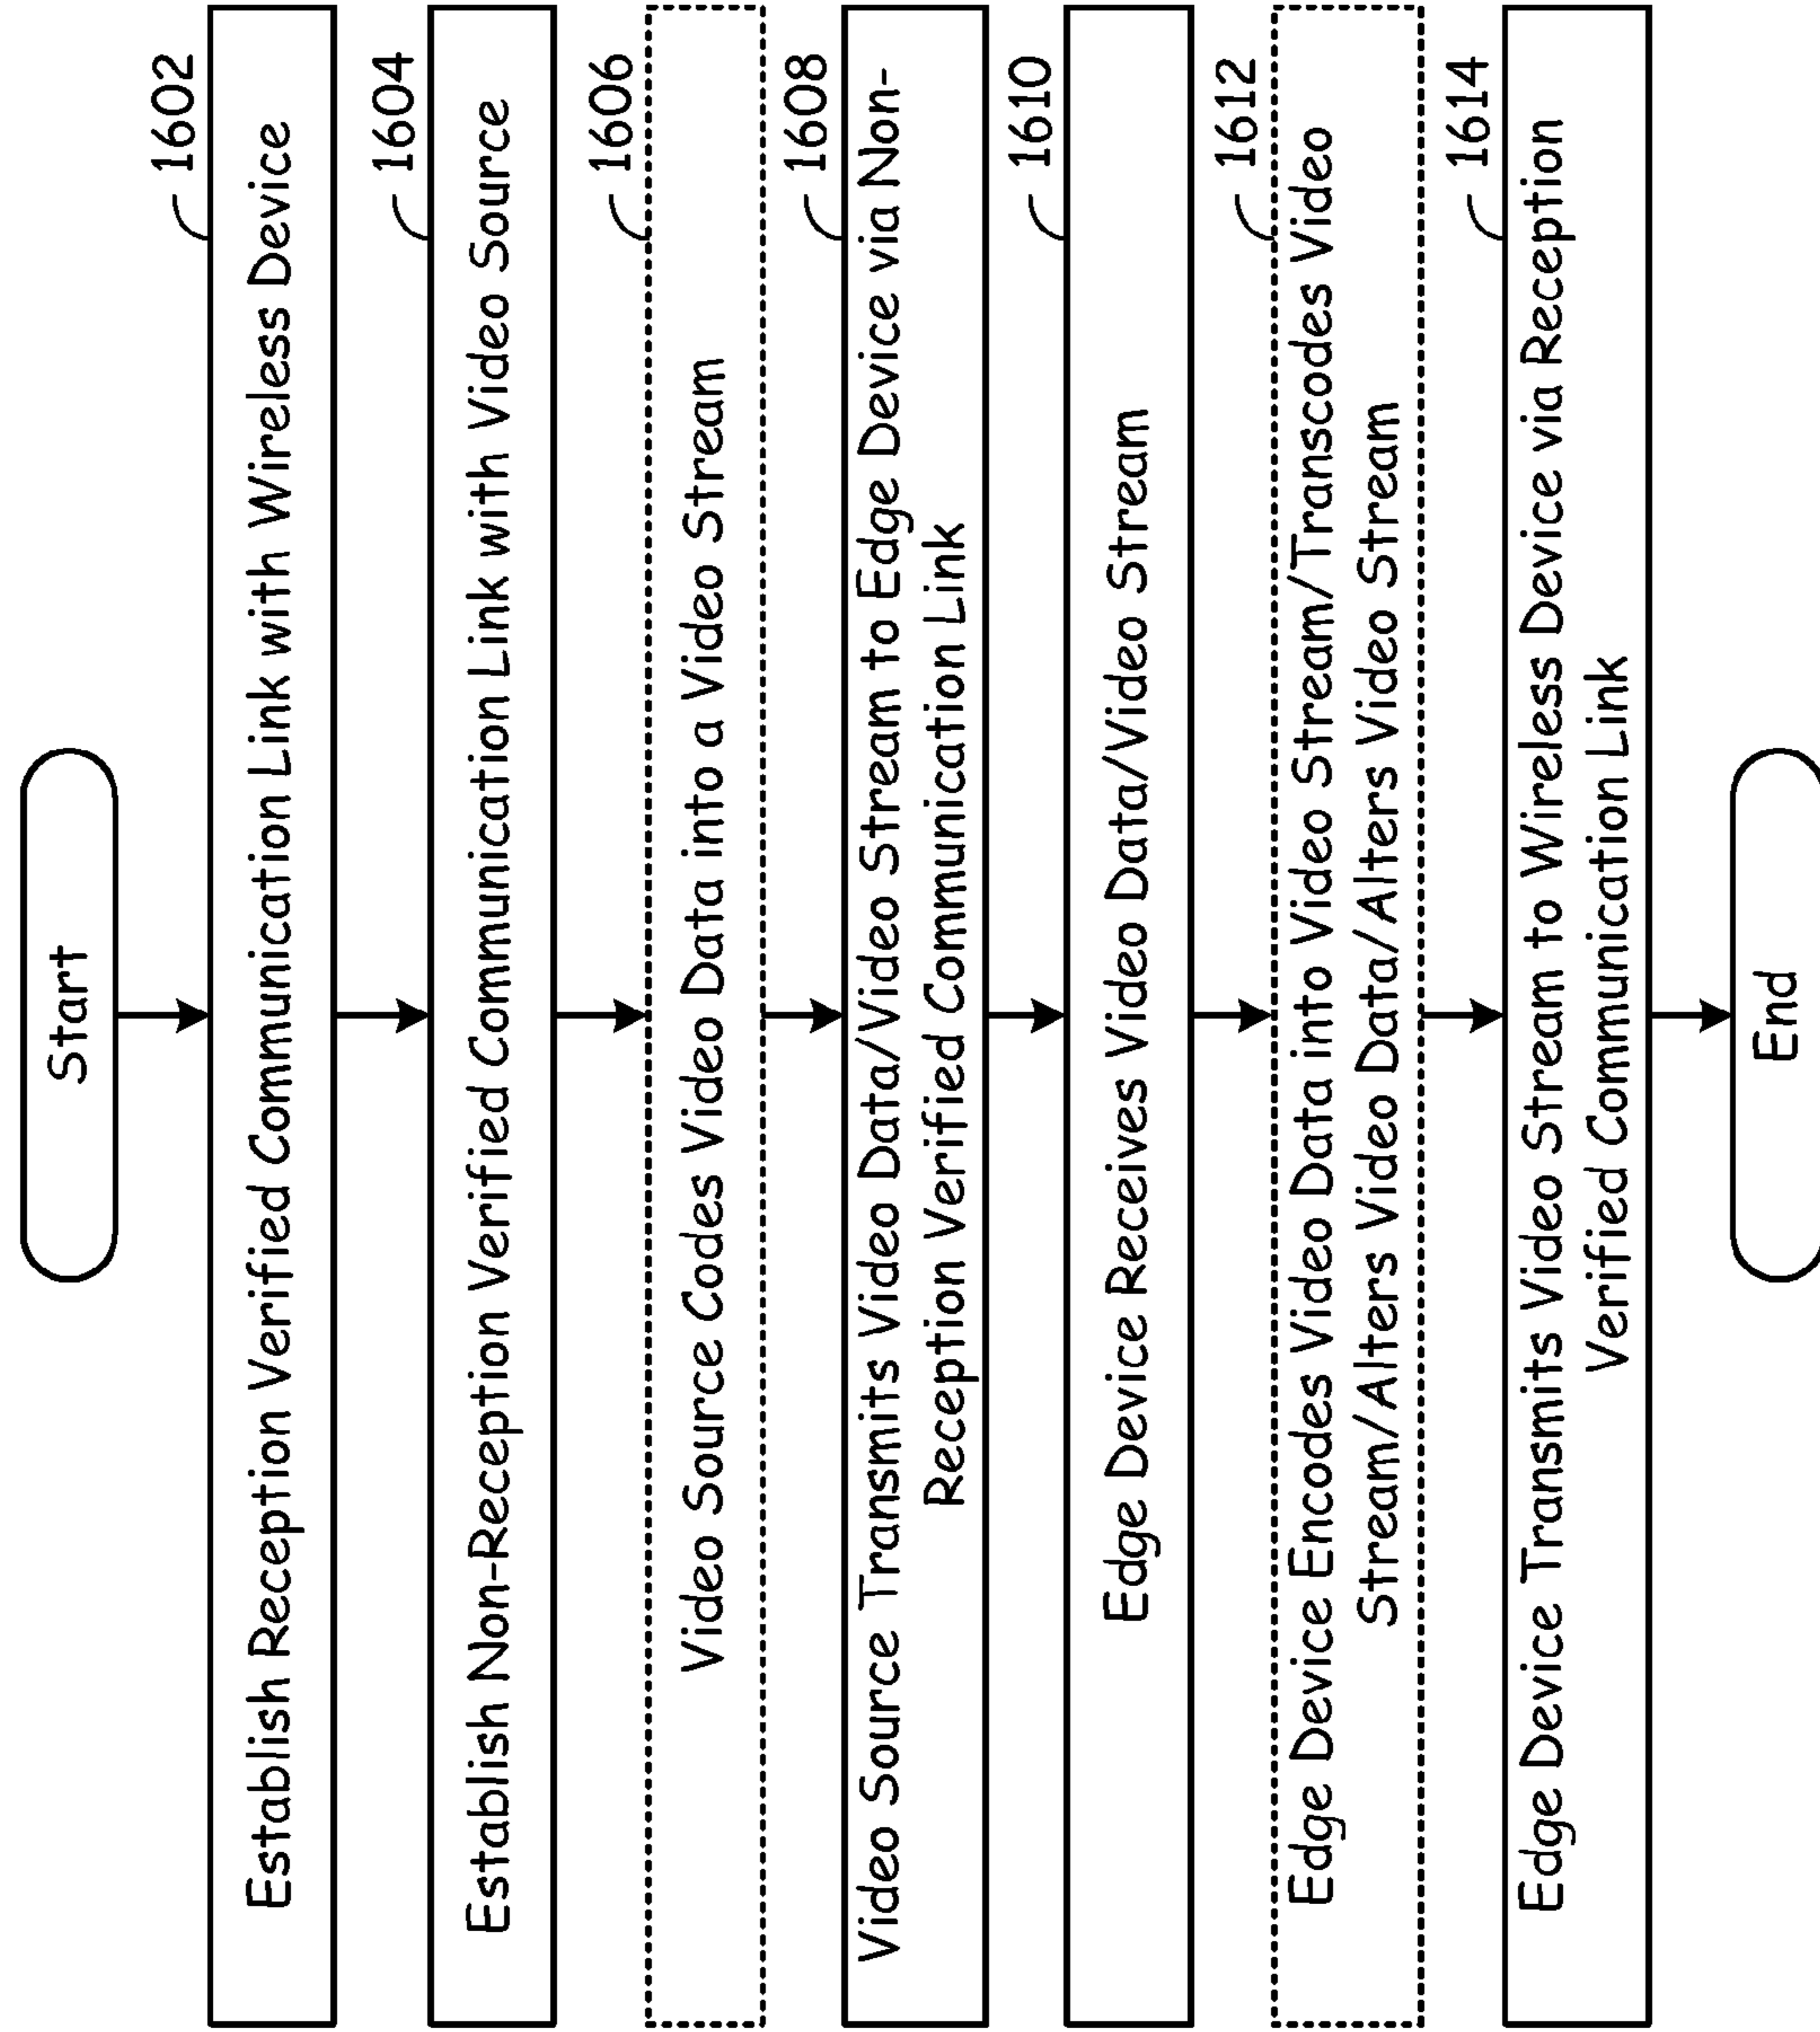 Start
1602
Establish Reception Verified Communication Link with Wireless Device
1604
Establish Non-Reception Verified Communication Link with Video Source
1606
Video Source Codes Video Data into a Video Stream
1608
Video Source Transmits Video Data/Video Stream to Edge Device via Non-
Reception Verified Communication Link
1610
Edge Device Receives Video Data/Video Stream
1612
Edge Device Encodes Video Data into Video Stream/Transcodes Video
Stream/Alters Video Data/Alters Video Stream
1614
Edge Device Transmits Video Stream to Wireless Device via Reception
Verified Communication Link
End